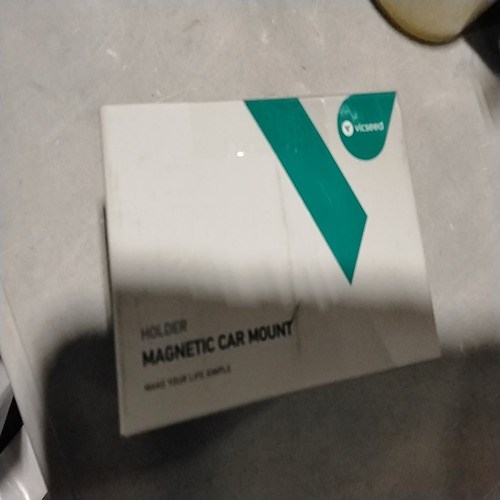 vicseed
HOLDER
MAGNETIC CAR MOUNT
MAKE YOUR LIFE SIMPLE